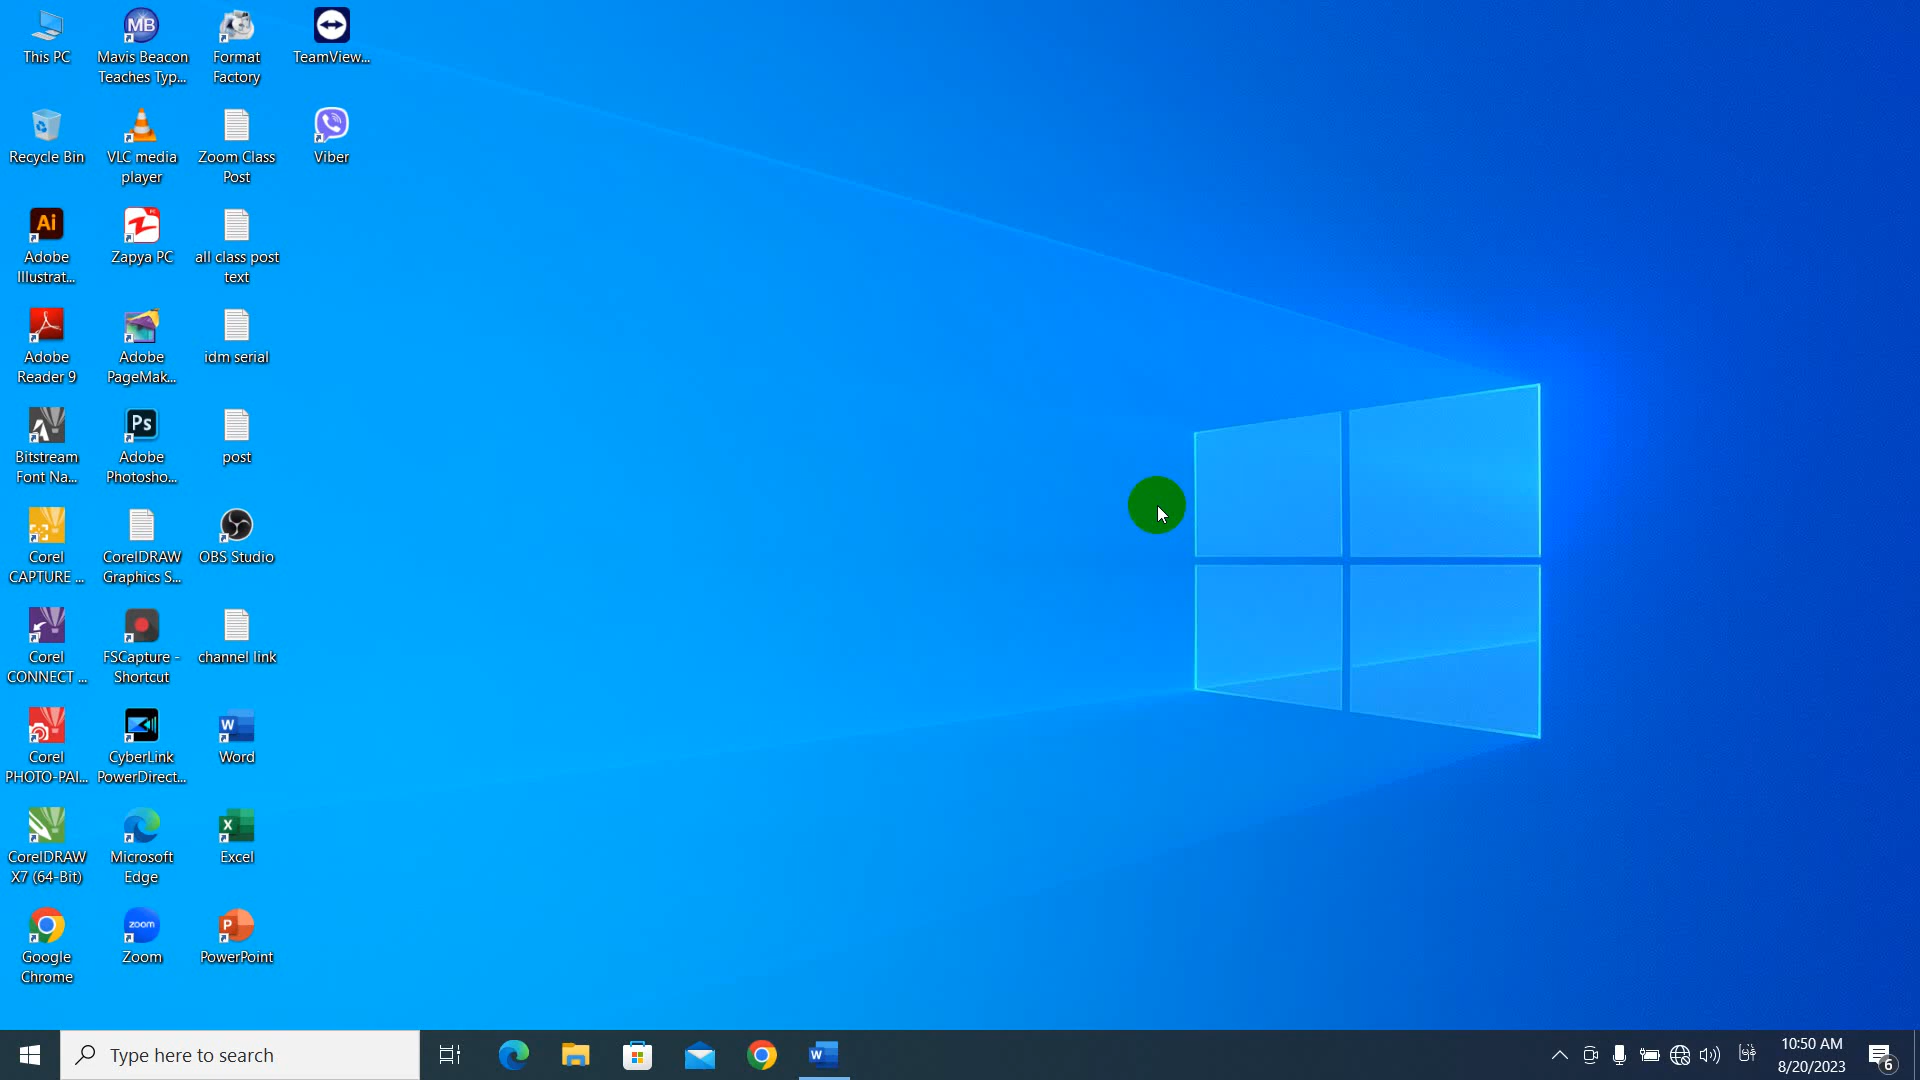 This PC
Mavis Beacon
Teaches Typ...
Format
Factory
TeamView...
Recycle Bin
VLC media
player
Zoom Class
Post
Viber
Adobe
Illustrat...
Zapya PC
all class post
text
Adobe
Reader 9
Adobe
PageMak...
idm serial
Bitstream
Font Na...
Adobe
Photosho...
post
Corel
CAPTURE ...
CorelDRAW
Graphics S...
OBS Studio
Corel
CONNECT ...
FSCapture -
Shortcut
channel link
Corel
PHOTO-PAI...
CyberLink
PowerDirect...
Word
CorelDRAW
X7 (64-Bit)
Microsoft
Edge
Excel
Google
Chrome
Zoom
PowerPoint
Type here to search
10:50 AM
8/20/2023
6